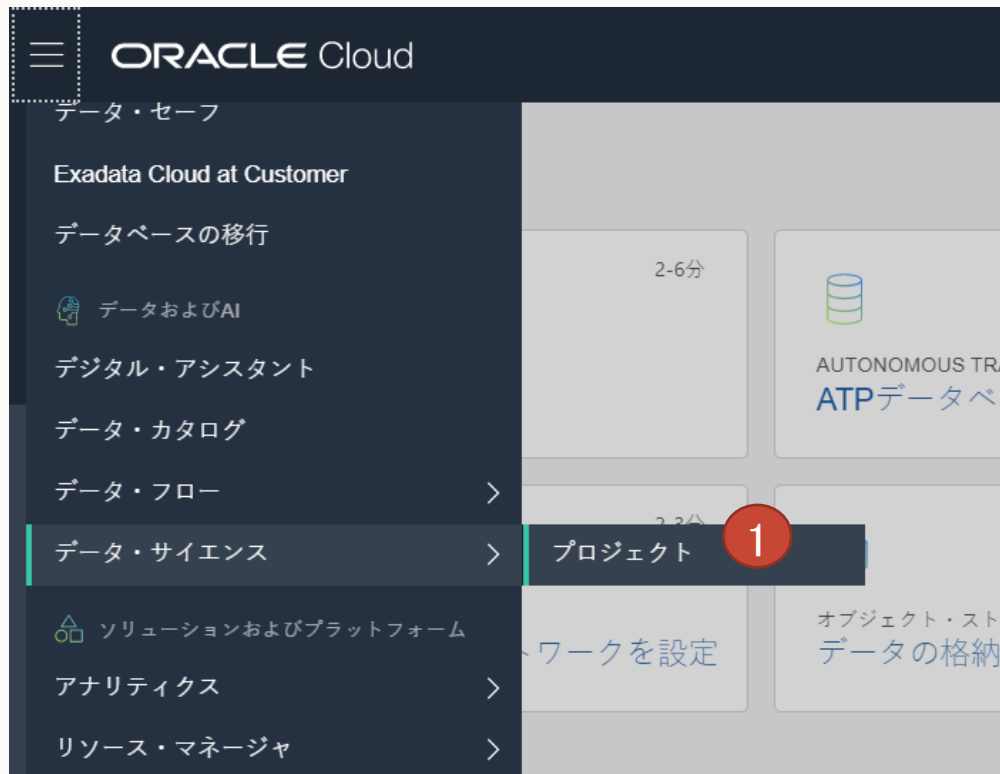 ORACLE Cloud
データ・セーフ
Exadata Cloud at Customer
データベースの移行
データおよびAI
デジタル・アシスタント
データ・カタログ
データ・フロー
データ・サイエンス
プロジェクト
1
ソリューションおよびプラットフォーム
アナリティクス
リソース・マネージャ
2-6分
AUTONOMOUS TR
ATPデータベ
2-3分
トワークを設定
オブジェクト・スト
データの格納